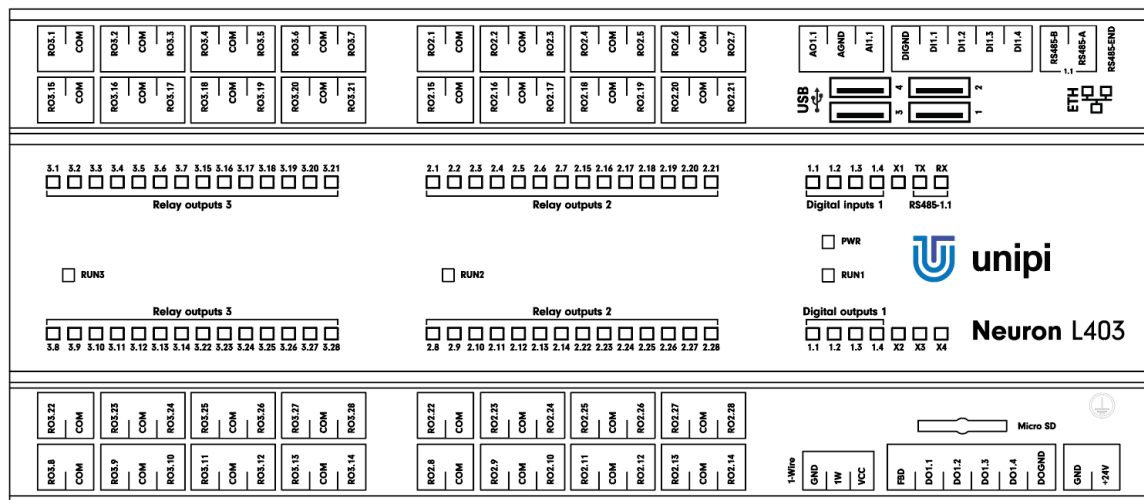 RO3.1 COM RO3.2 COM RO3.3 RO3.4 COM RO3.5 RO3.6 COM RO3.7 RO2.1 COM RO2.2 COM RO2.3 RO2.4 COM RO2.5 RO2.6 COM RO2.7 AO1.1 AGND AI1.1 DIGND DI1.1 DI1.2 DI1.3 DI1.4 RS485-B RS485-A RS485-END
1.1
RO3.15 COM RO3.16 COM RO3.17 RO3.18 COM RO3.19 RO3.20 COM RO3.21 RO2.15 COM RO2.16 COM RO2.17 RO2.18 COM RO2.19 RO2.20 COM RO2.21 USB 4 2 ETH
3 1
3.1 3.2 3.3 3.4 3.5 3.6 3.7 3.15 3.16 3.17 3.18 3.19 3.20 3.21 2.1 2.2 2.3 2.4 2.5 2.6 2.7 2.15 2.16 2.17 2.18 2.19 2.20 2.21 1.1 1.2 1.3 1.4 X1 TX RX
Relay outputs 3 Relay outputs 2 Digital inputs 1 RS485-1.1
PWR
unipi
RUN3 RUN2 RUN1
Relay outputs 3 Relay outputs 2 Digital outputs 1
Neuron L403
3.8 3.9 3.10 3.11 3.12 3.13 3.14 3.22 3.23 3.24 3.25 3.26 3.27 3.28 2.8 2.9 2.10 2.11 2.12 2.13 2.14 2.22 2.23 2.24 2.25 2.26 2.27 2.28 1.1 1.2 1.3 1.4 X2 X3 X4
RO3.22 COM RO3.23 COM RO3.24 RO3.25 COM RO3.26 RO3.27 COM RO3.28 RO2.22 COM RO2.23 COM RO2.24 RO2.25 COM RO2.26 RO2.27 COM RO2.28
Micro SD
RO3.8 COM RO3.9 COM RO3.10 RO3.11 COM RO3.12 RO3.13 COM RO3.14 RO2.8 COM RO2.9 COM RO2.10 RO2.11 COM RO2.12 RO2.13 COM RO2.14 1-Wire GND 1W VCC FBD DO1.1 DO1.2 DO1.3 DO1.4 DOGND GND +24V